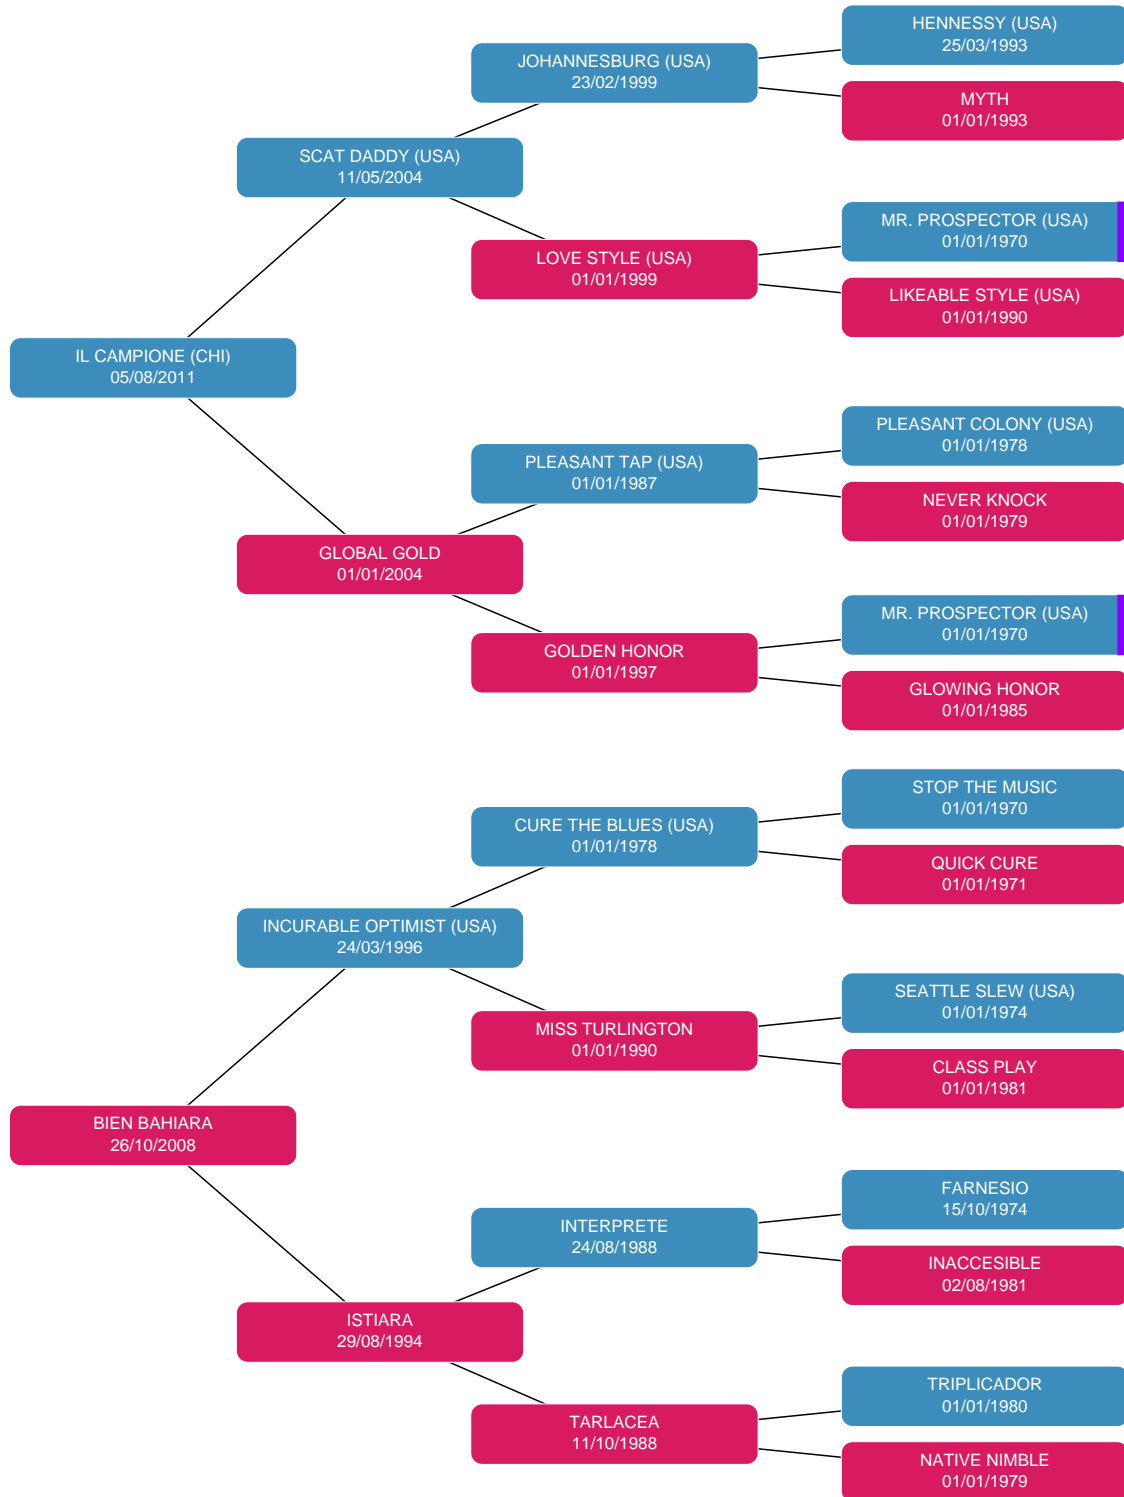 HENNESSY (USA)
25/03/1993
JOHANNESBURG (USA)
23/02/1999
MYTH
01/01/1993
SCAT DADDY (USA)
11/05/2004
MR. PROSPECTOR (USA)
01/01/1970
LOVE STYLE (USA)
01/01/1999
LIKEABLE STYLE (USA)
01/01/1990
IL CAMPIONE (CHI)
05/08/2011
PLEASANT COLONY (USA)
01/01/1978
PLEASANT TAP (USA)
01/01/1987
NEVER KNOCK
01/01/1979
GLOBAL GOLD
01/01/2004
MR. PROSPECTOR (USA)
01/01/1970
GOLDEN HONOR
01/01/1997
GLOWING HONOR
01/01/1985
STOP THE MUSIC
01/01/1970
CURE THE BLUES (USA)
01/01/1978
QUICK CURE
01/01/1971
INCURABLE OPTIMIST (USA)
24/03/1996
SEATTLE SLEW (USA)
01/01/1974
MISS TURLINGTON
01/01/1990
CLASS PLAY
01/01/1981
BIEN BAHIARA
26/10/2008
FARNESIO
15/10/1974
INTERPRETE
24/08/1988
INACCESIBLE
02/08/1981
ISTIARA
29/08/1994
TRIPLICADOR
01/01/1980
TARLACEA
11/10/1988
NATIVE NIMBLE
01/01/1979